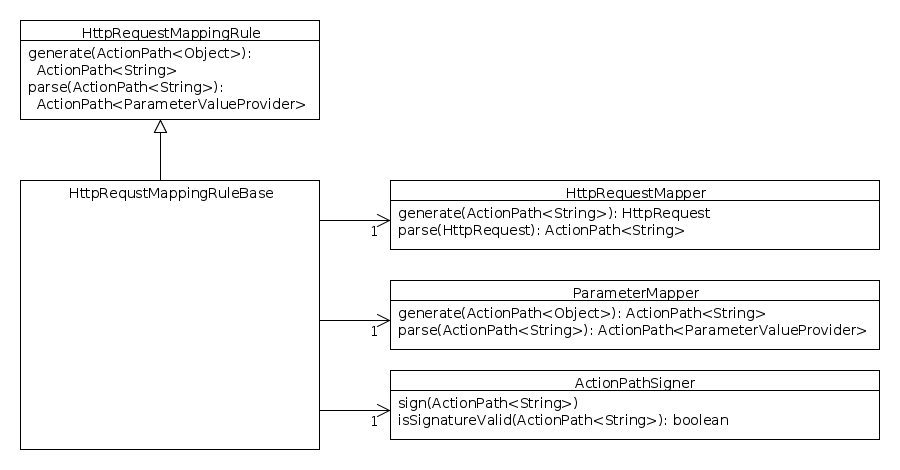 HttpRequestMappingRule
generate(ActionPath<Object>):
ActionPath<String>
parse(ActionPath<String>):
ActionPath<ParameterValueProvider>
HttpRequstMappingRuleBase
HttpRequestMapper
generate(ActionPath<String>): HttpRequest
parse(HttpRequest): ActionPath<String>
1
ParameterMapper
generate(ActionPath<Object>): ActionPath<String>
parse(ActionPath<String>): ActionPath<ParameterValueProvider>
1
ActionPathSigner
sign(ActionPath<String>)
isSignatureValid(ActionPath<String>): boolean
1